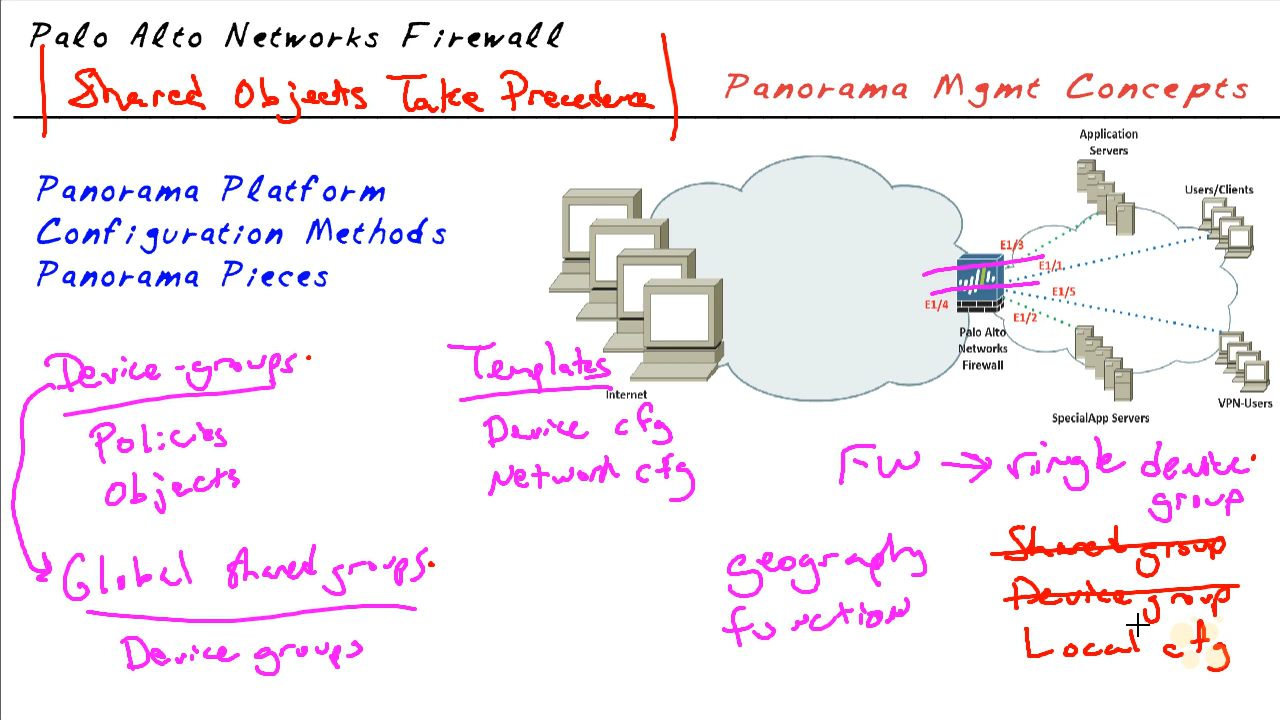 Palo Alto Networks Firewall
Shared Objects Take Precedence
Panorama Mgmt Concepts
Panorama Platform
Configuration Methods
Panorama Pieces
Application
Servers
Users/Clients
E1/3
E1/1
E1/5
E1/4
E1/2
Palo Alto
Networks
Firewall
Internet
SpecialApp Servers
VPN-Users
Device-groups
Policies
Objects
Templates
Device cfg
Network cfg
FW → single device
group
Global shared groups
Device groups
geography
function
Shared group
Device group
Local cfg